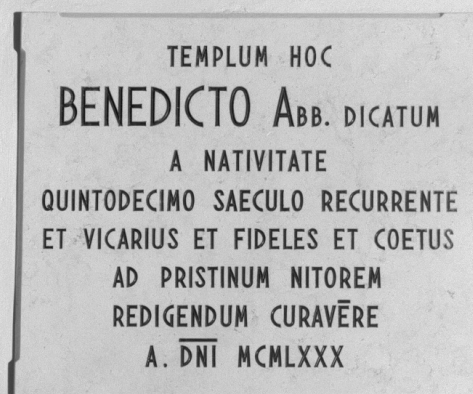 TEMPLUM HOC
BENEDICTO ABB. DICATUM
A NATIVITATE
QUINTODECIMO SAECULO RECURRENTE
ET VICARIUS ET FIDELES ET COETUS
AD PRISTINUM NITOREM
REDIGENDUM CURAVĒRE
A. D̅N̅I̅ MCMLXXX